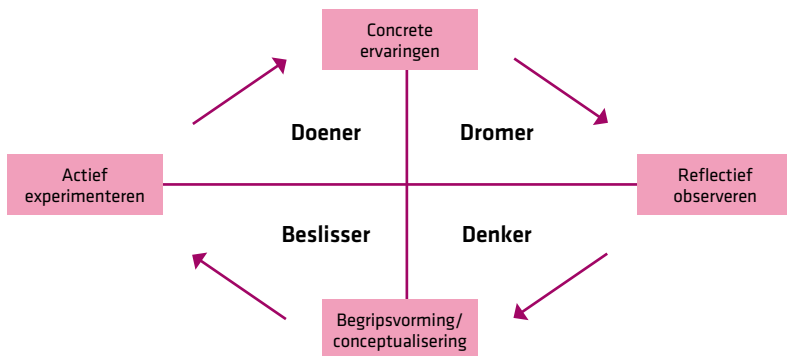 Concrete
ervaringen
Doener
Dromer
Actief
experimenteren
Reflectief
observeren
Beslisser
Denker
Begripsvorming/
conceptualisering